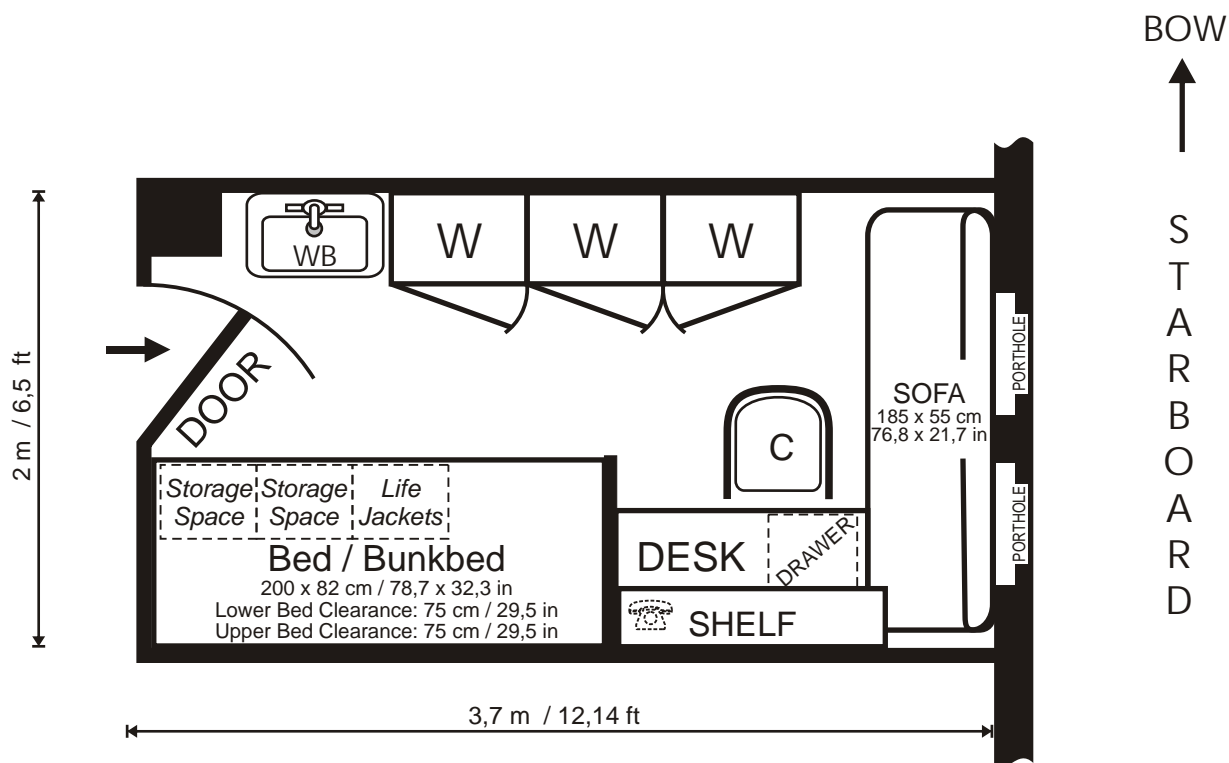 BOW
STARBOARD
WB
W
W
W
PORTHOLE
DOOR
SOFA
185 x 55 cm
76,8 x 21,7 in
C
2 m / 6,5 ft
Storage
Space
Storage
Space
Life
Jackets
Bed / Bunkbed
200 x 82 cm / 78,7 x 32,3 in
Lower Bed Clearance: 75 cm / 29,5 in
Upper Bed Clearance: 75 cm / 29,5 in
DESK
DRAWER
SHELF
PORTHOLE
3,7 m / 12,14 ft